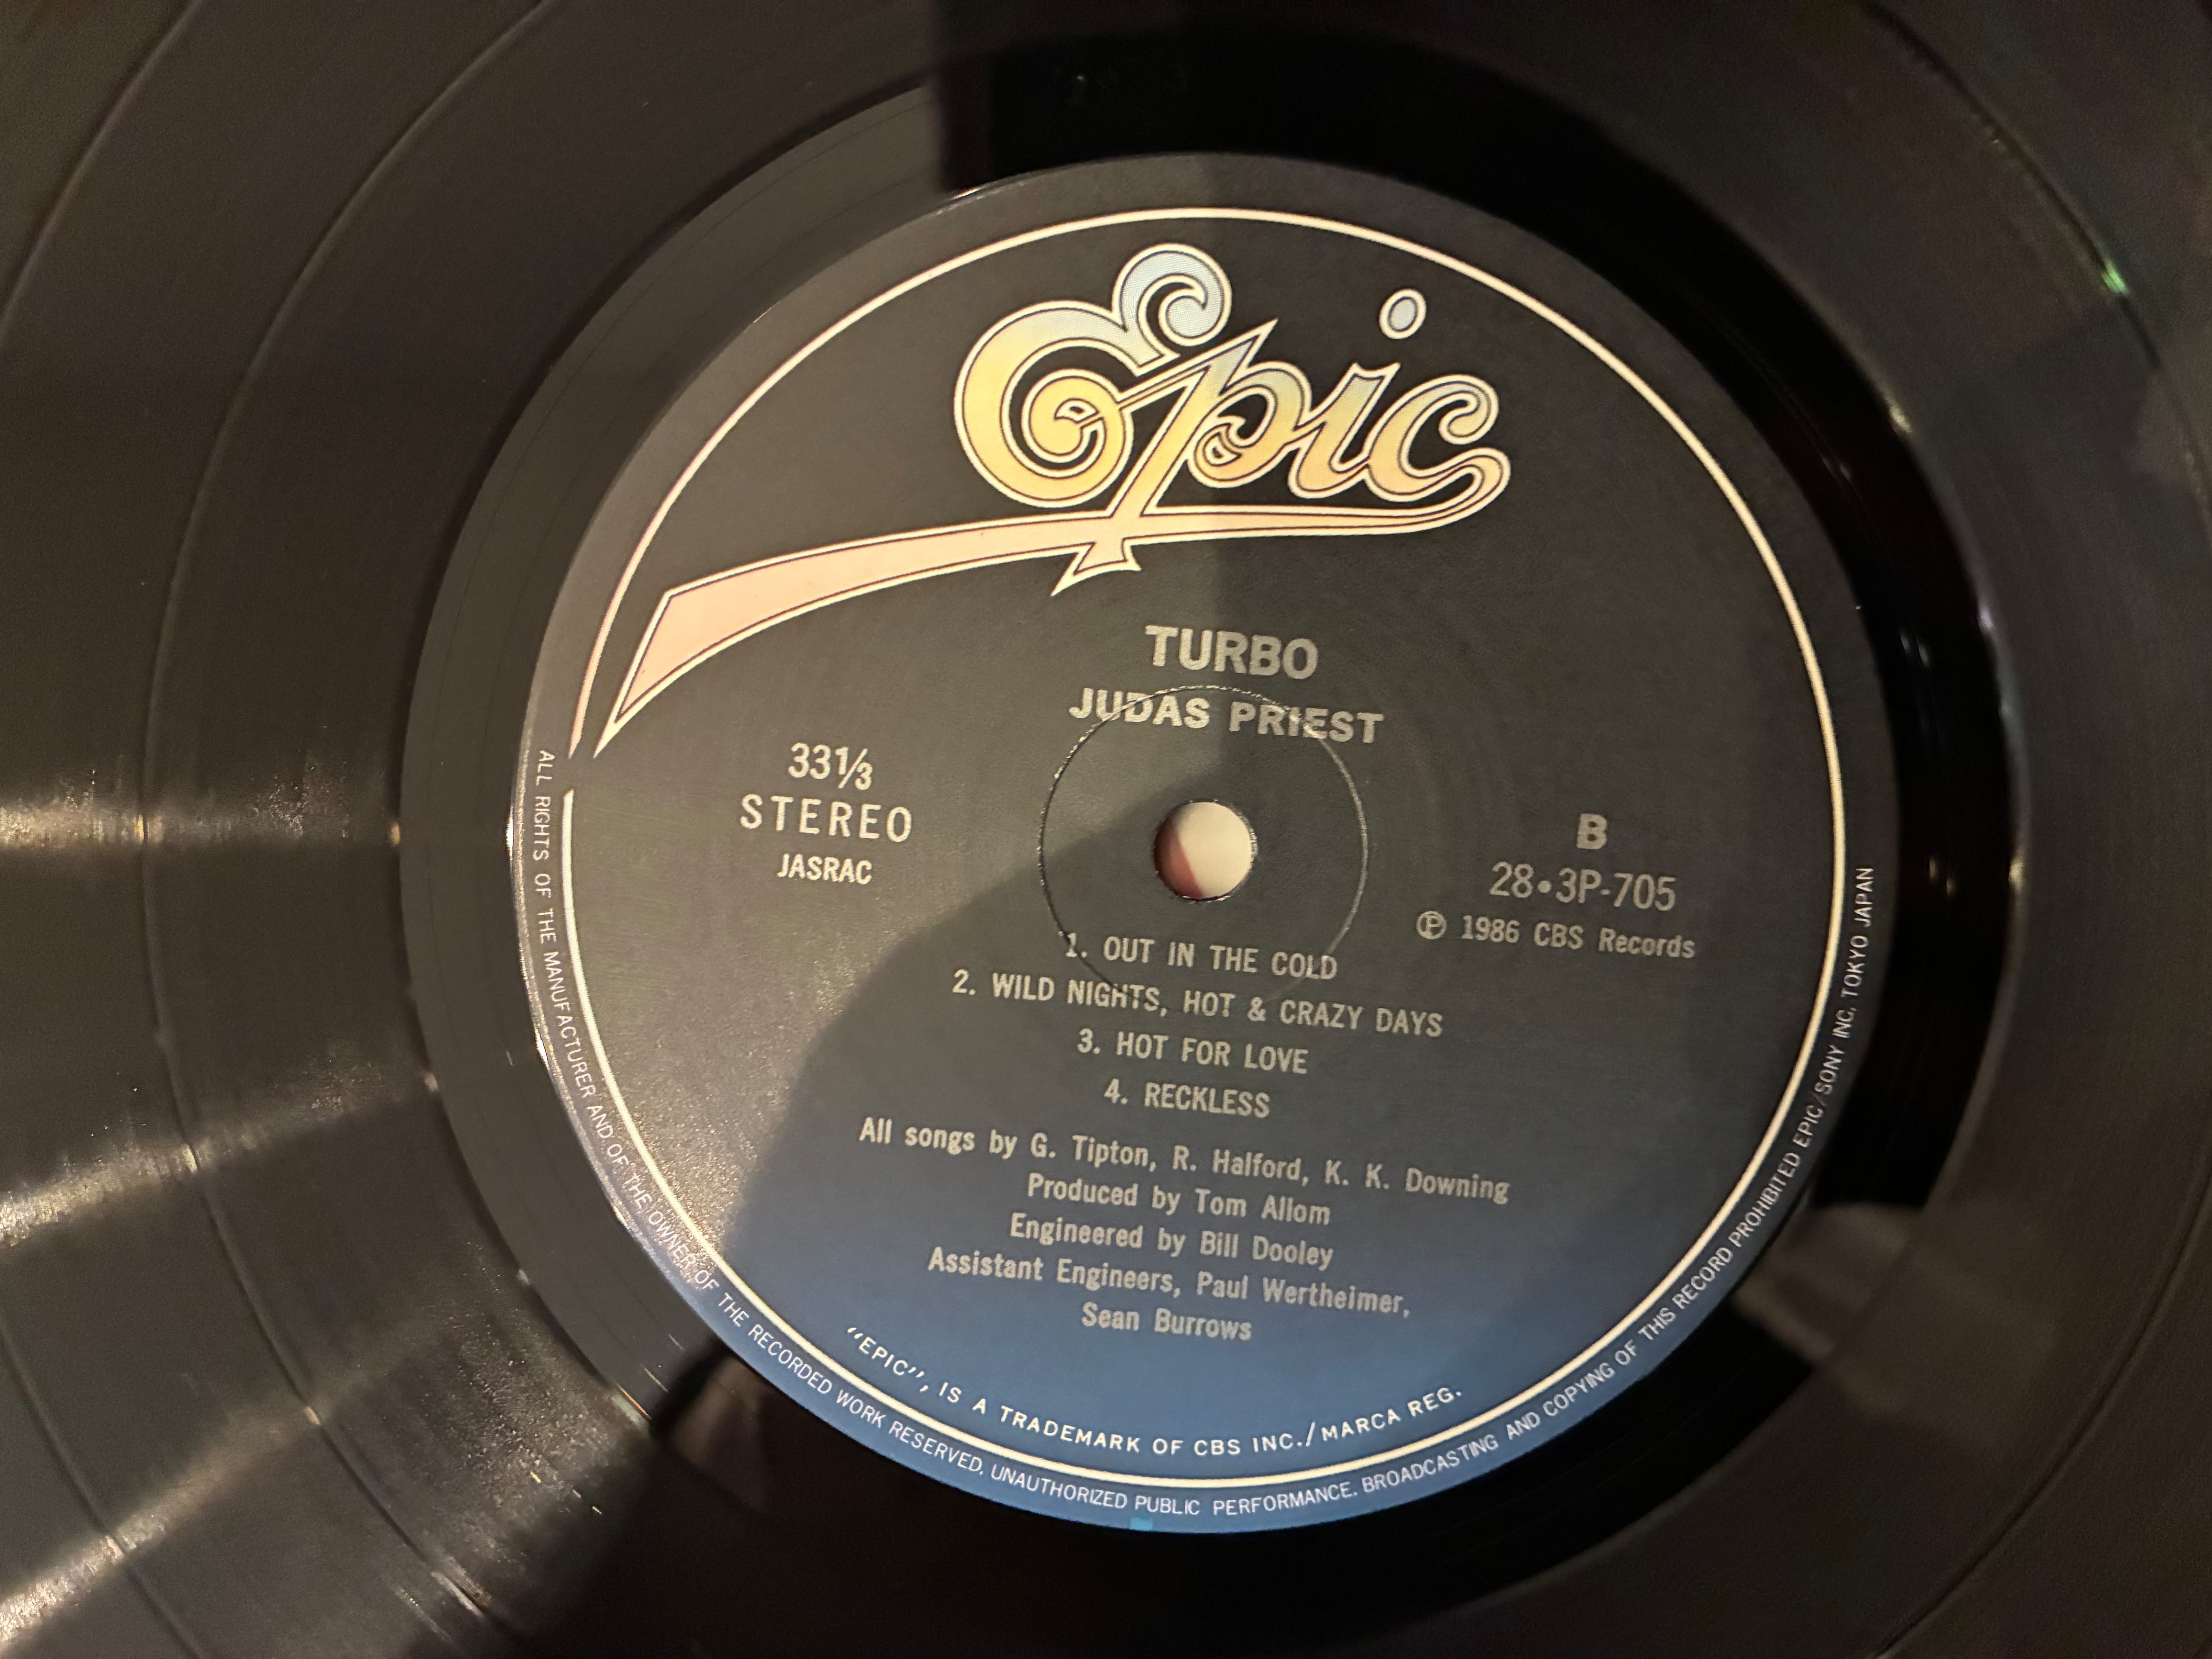 Epic
TURBO
JUDAS PRIEST
33⅓
STEREO
JASRAC
B
28•3P-705
Ⓟ 1986 CBS Records
1. OUT IN THE COLD
2. WILD NIGHTS, HOT & CRAZY DAYS
3. HOT FOR LOVE
4. RECKLESS
All songs by G. Tipton, R. Halford, K. K. Downing
Produced by Tom Allom
Engineered by Bill Dooley
Assistant Engineers, Paul Wertheimer,
Sean Burrows
“EPIC”, IS A TRADEMARK OF CBS INC./MARCA REG.
ALL RIGHTS OF THE MANUFACTURER AND OF THE OWNER OF THE RECORDED WORK RESERVED. UNAUTHORIZED PUBLIC PERFORMANCE. BROADCASTING AND COPYING OF THIS RECORD PROHIBITED EPIC/SONY INC. TOKYO JAPAN